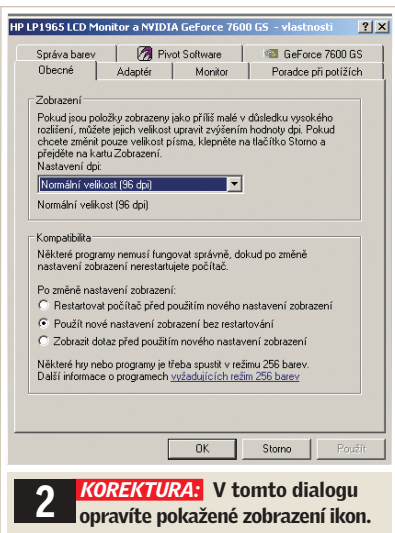 HP LP1965 LCD Monitor a NVIDIA GeForce 7600 GS - vlastnosti
Správa barev
Pivot Software
GeForce 7600 GS
Obecné
Adaptér
Monitor
Poradce při potížích
Zobrazení
Pokud jsou položky zobrazeny jako příliš malé v
důsledku vysokého
rozlišení, můžete jejich velikost upravit zvýšením hodnoty dpi. Pokud
chcete změnit pouze velikost písma, klepněte na tlačítko Storno a
přejděte na kartu Zobrazení.
Nastavení dpi:
Normální velikost (96 dpi)
Normální velikost (96 dpi)
Kompatibilita
Některé programy nemusí fungovat správně, dokud po změně
nastavení zobrazení nerestartujete počítač.
Po změně nastavení zobrazení:
Restartovat počítač před použitím nového nastavení zobrazení
Použít nové nastavení zobrazení bez restartování
Zobrazit dotaz před použitím nového nastavení zobrazení
Některé hry nebo programy je třeba spustit v režimu 256 barev.
Další informace o programech vyžadujících režim 256 barev
OK
Storno
Použít
2 KOREKTURA: V tomto dialogu
opravíte pokažené zobrazení ikon.